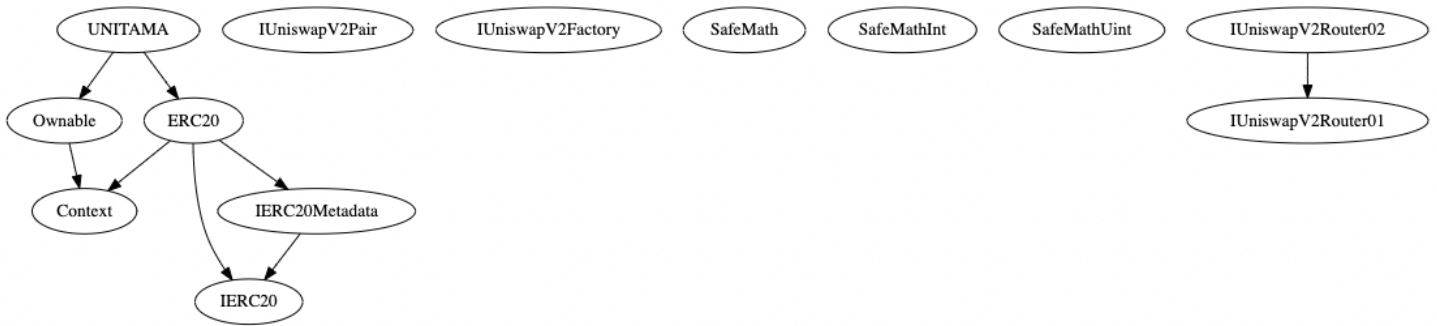 UNITAMA IUniswapV2Pair IUniswapV2Factory SafeMath SafeMathInt SafeMathUint IUniswapV2Router02
Ownable ERC20 IUniswapV2Router01
Context IERC20Metadata
IERC20